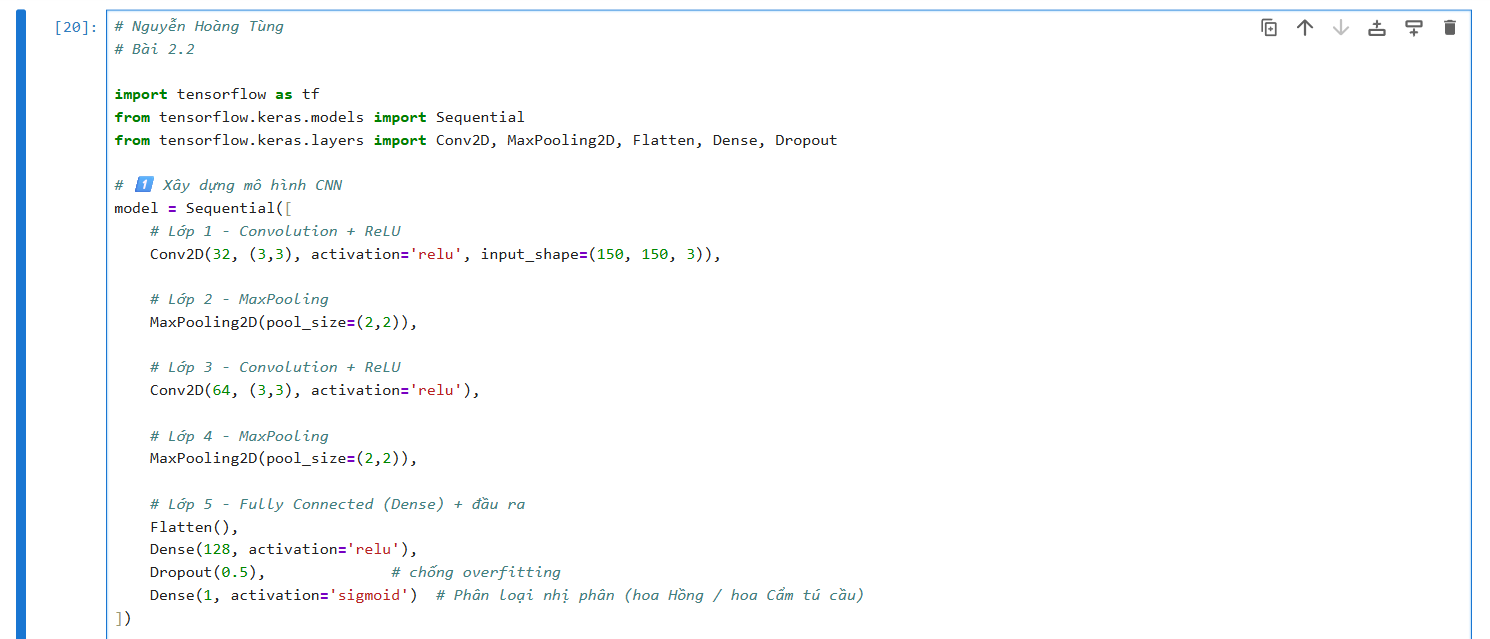 [20]:
# Nguyễn Hoàng Tùng
# Bài 2.2
import tensorflow as tf
from tensorflow.keras.models import Sequential
from tensorflow.keras.layers import Conv2D, MaxPooling2D, Flatten, Dense, Dropout
# 1️⃣ Xây dựng mô hình CNN
model = Sequential([
    # Lớp 1 - Convolution + ReLU
    Conv2D(32, (3,3), activation='relu', input_shape=(150, 150, 3)),
    # Lớp 2 - MaxPooling
    MaxPooling2D(pool_size=(2,2)),
    # Lớp 3 - Convolution + ReLU
    Conv2D(64, (3,3), activation='relu'),
    # Lớp 4 - MaxPooling
    MaxPooling2D(pool_size=(2,2)),
    # Lớp 5 - Fully Connected (Dense) + đầu ra
    Flatten(),
    Dense(128, activation='relu'),
    Dropout(0.5),              # chống overfitting
    Dense(1, activation='sigmoid')  # Phân loại nhị phân (hoa Hồng / hoa Cẩm tú cầu)
])